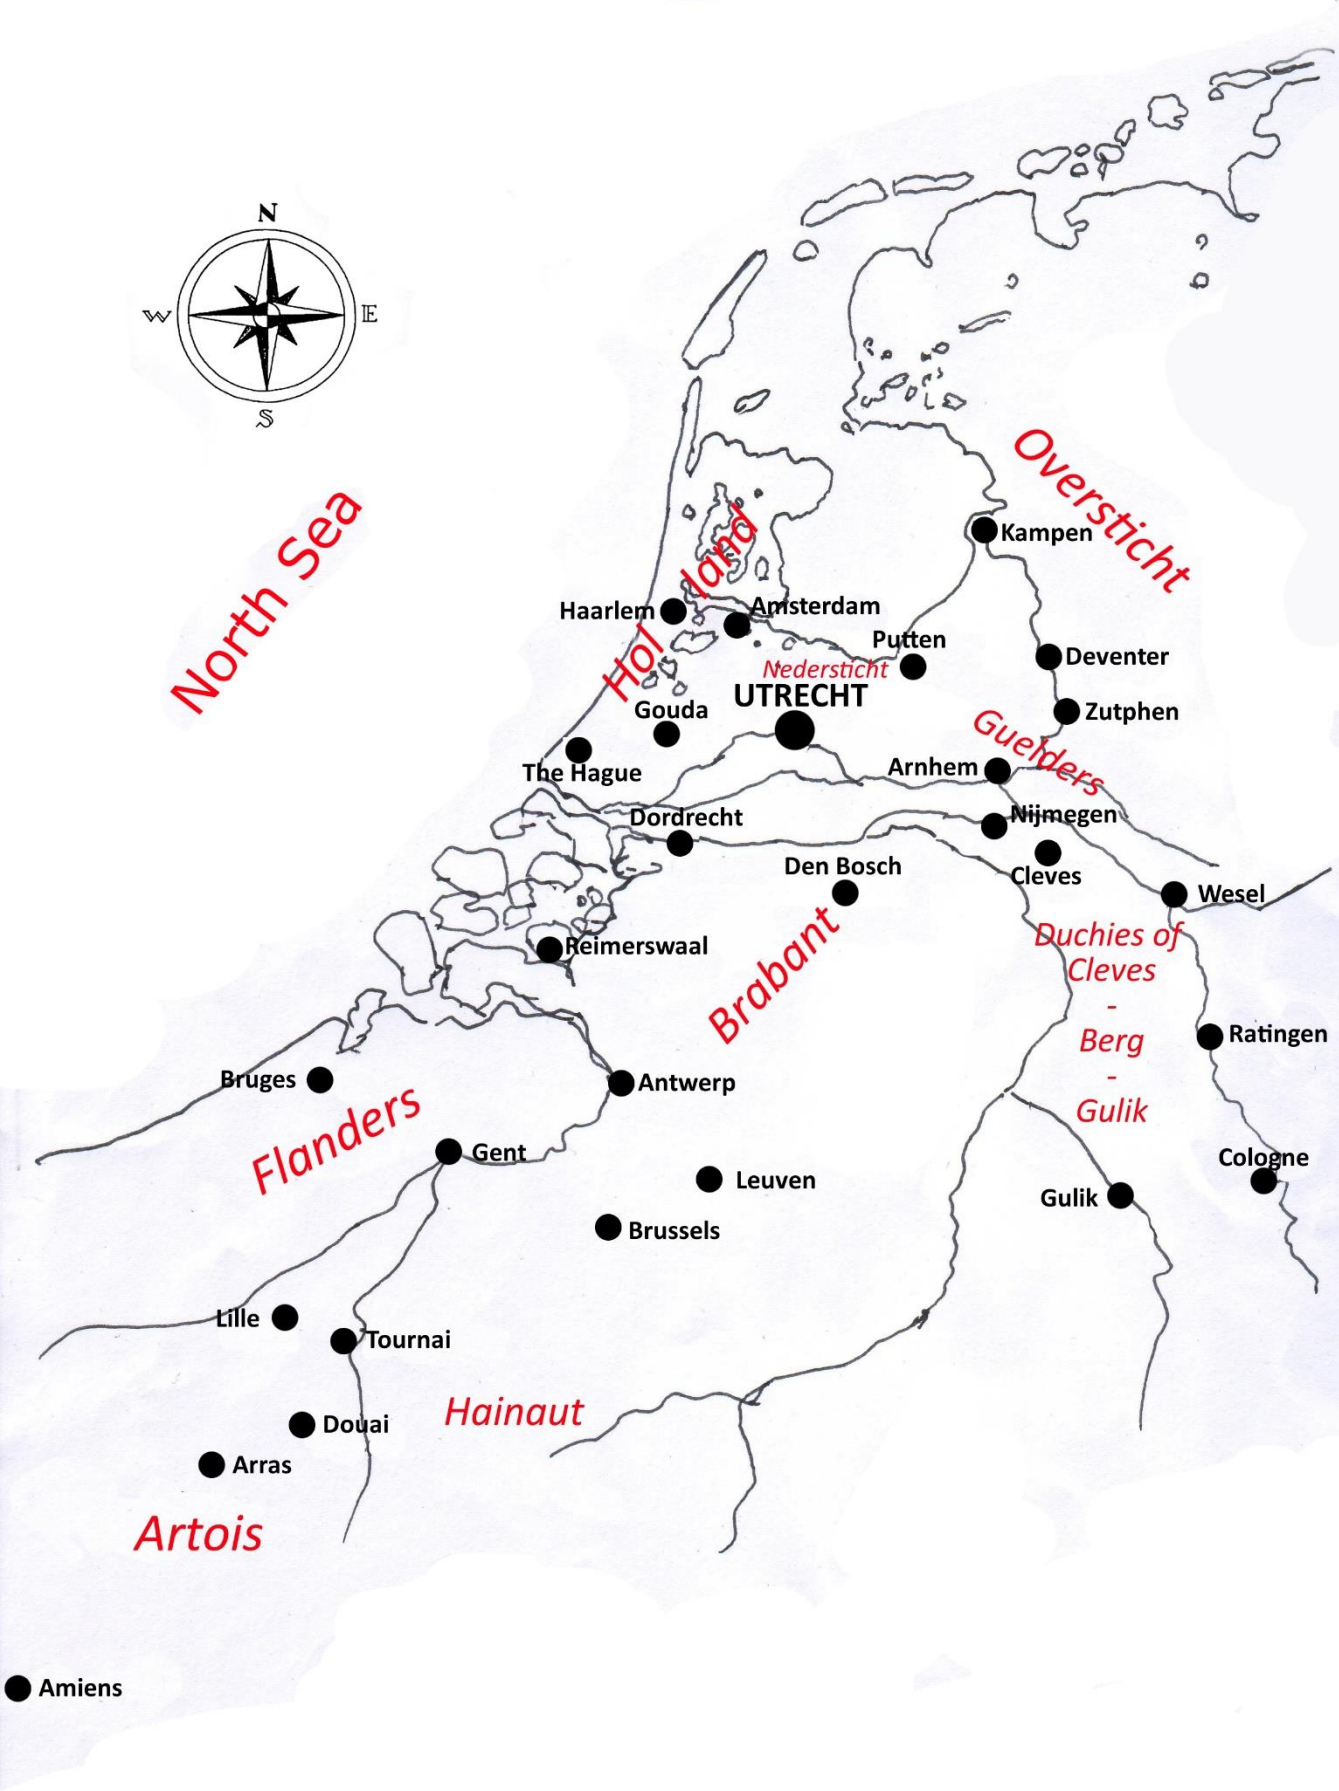 N
W
E
S
North Sea
Oversticht
Kampen
Holland
Haarlem
Amsterdam
Putten
Deventer
Nedersticht
UTRECHT
Zutphen
Gouda
Guelders
The Hague
Arnhem
Dordrecht
Nijmegen
Den Bosch
Cleves
Wesel
Brabant
Duchies of
Cleves
-
Berg
-
Gulik
Reimerswaal
Ratingen
Bruges
Antwerp
Flanders
Gent
Cologne
Leuven
Gulik
Brussels
Lille
Tournai
Hainaut
Douai
Arras
Artois
Amiens